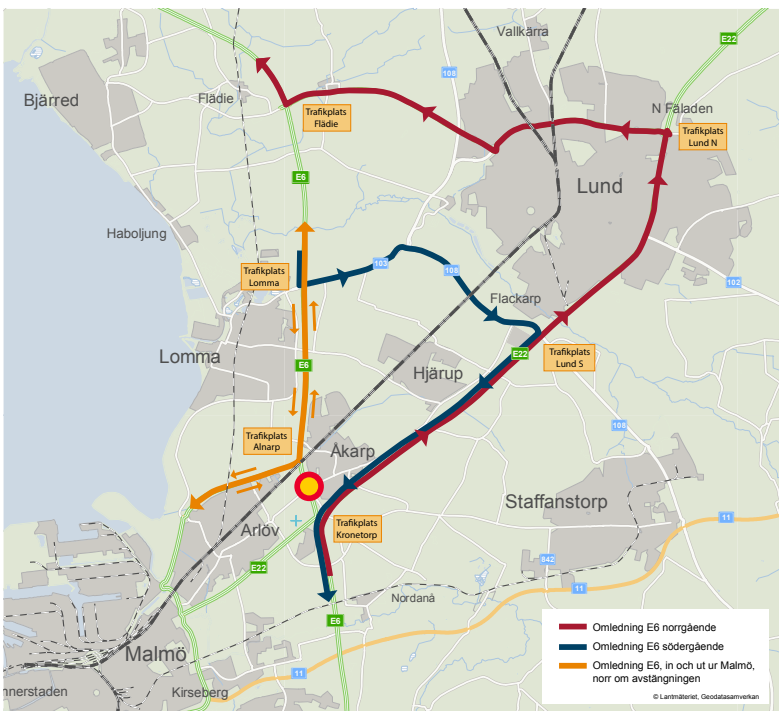 Vallkärra
E22
Bjärred
108
Flädie
N Fäladen
Trafikplats
Flädie
Trafikplats
Lund N
E6
Lund
Haboljung
Trafikplats
Lomma
103
108
102
Flackarp
Lomma
E6
E22
Trafikplats
Lund S
Hjärup
Trafikplats
Alnarp
108
Åkarp
Staffanstorp
Arlöv
Trafikplats
Kronetorp
11
E22
842
11
Nordanå
E6
Malmö
11
Kirseberg
nnerstaden
Omledning E6 norrgående
Omledning E6 södergående
Omledning E6, in och ut ur Malmö,
norr om avstängningen
© Lantmäteriet, Geodatasamverkan